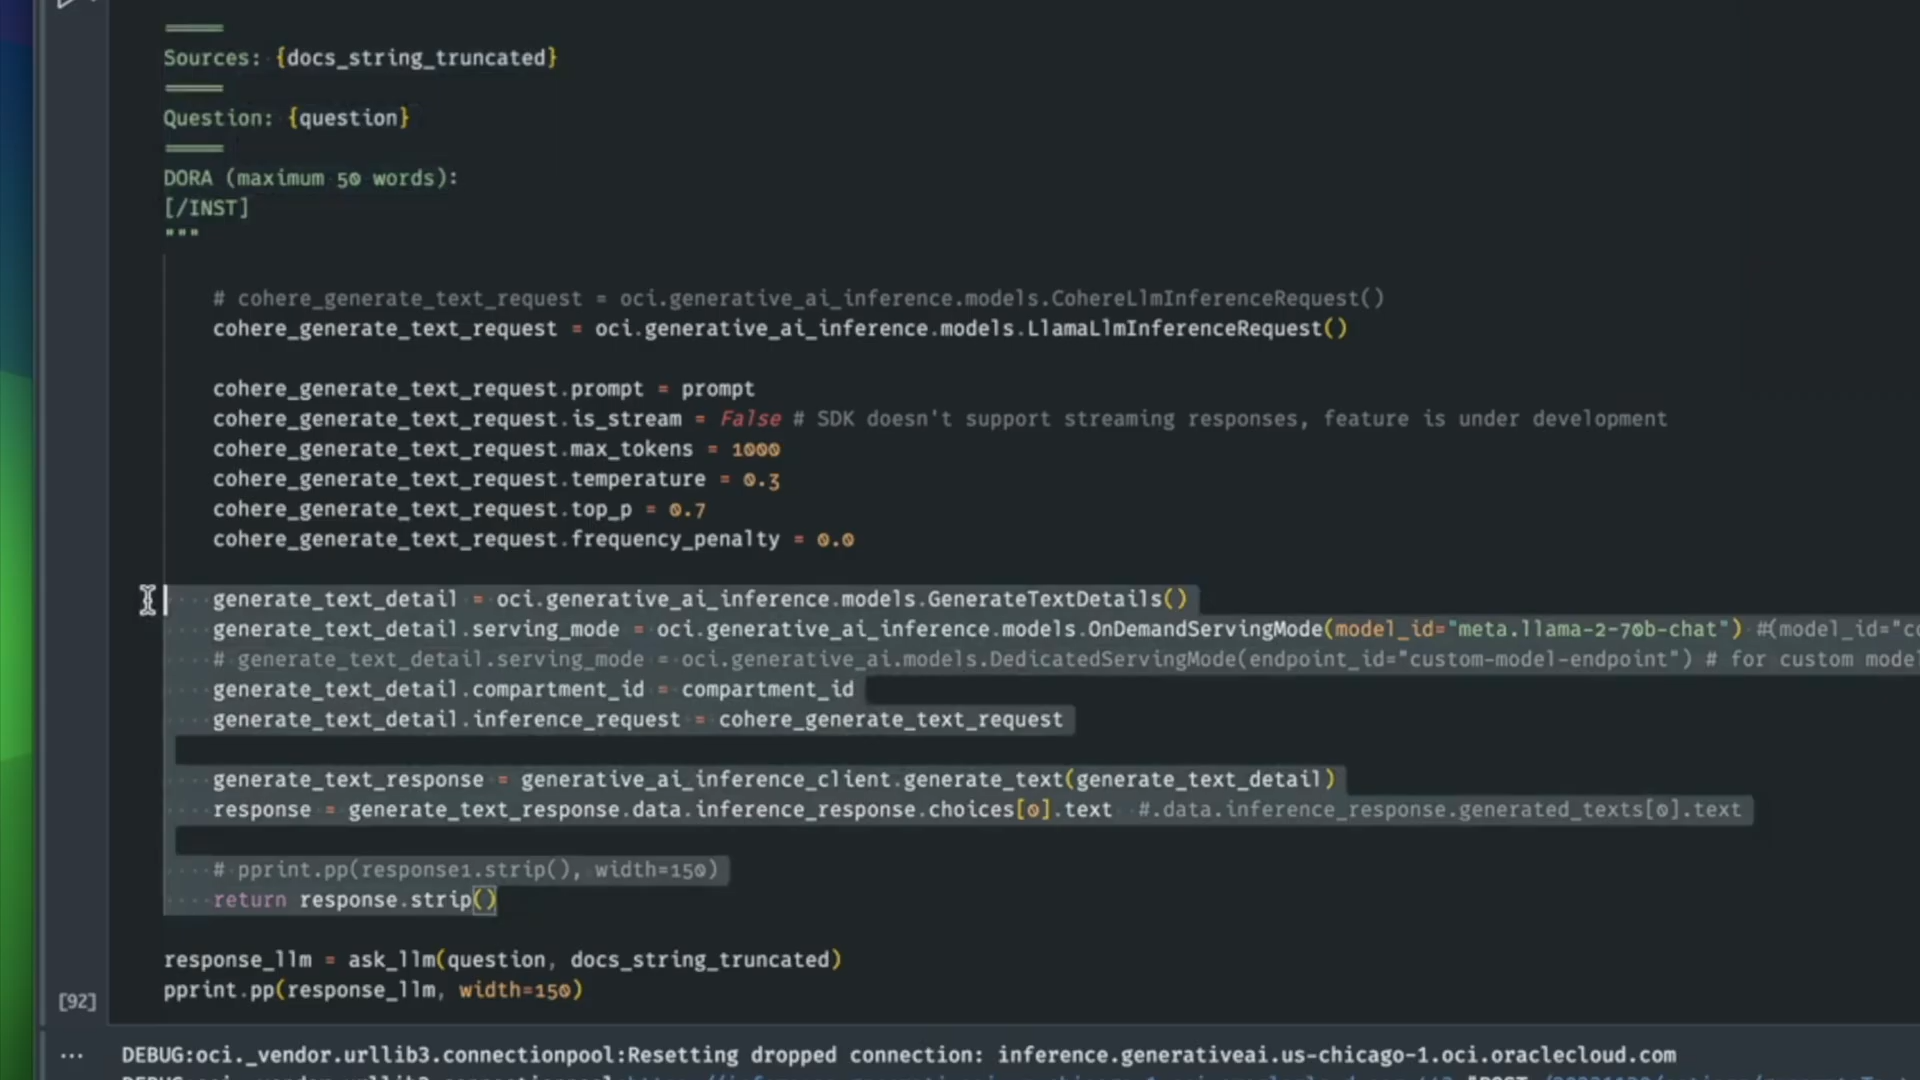 =====
Sources: {docs_string_truncated}
=====
Question: {question}
=====
DORA (maximum 50 words):
[/INST]
"""
# cohere_generate_text_request = oci.generative_ai_inference.models.CohereLlmInferenceRequest()
cohere_generate_text_request = oci.generative_ai_inference.models.LlamaLlmInferenceRequest()
cohere_generate_text_request.prompt = prompt
cohere_generate_text_request.is_stream = False # SDK doesn't support streaming responses, feature is under development
cohere_generate_text_request.max_tokens = 1000
cohere_generate_text_request.temperature = 0.3
cohere_generate_text_request.top_p = 0.7
cohere_generate_text_request.frequency_penalty = 0.0
generate_text_detail = oci.generative_ai_inference.models.GenerateTextDetails()
generate_text_detail.serving_mode = oci.generative_ai_inference.models.OnDemandServingMode(model_id="meta.llama-2-70b-chat") #(model_id="co
# generate_text_detail.serving_mode = oci.generative_ai.models.DedicatedServingMode(endpoint_id="custom-model-endpoint") # for custom model
generate_text_detail.compartment_id = compartment_id
generate_text_detail.inference_request = cohere_generate_text_request
generate_text_response = generative_ai_inference_client.generate_text(generate_text_detail)
response = generate_text_response.data.inference_response.choices[0].text #.data.inference_response.generated_texts[0].text
# pprint.pp(response1.strip(), width=150)
return response.strip()
response_llm = ask_llm(question, docs_string_truncated)
pprint.pp(response_llm, width=150)
[92]
... DEBUG:oci._vendor.urllib3.connectionpool:Resetting dropped connection: inference.generativeai.us-chicago-1.oci.oraclecloud.com